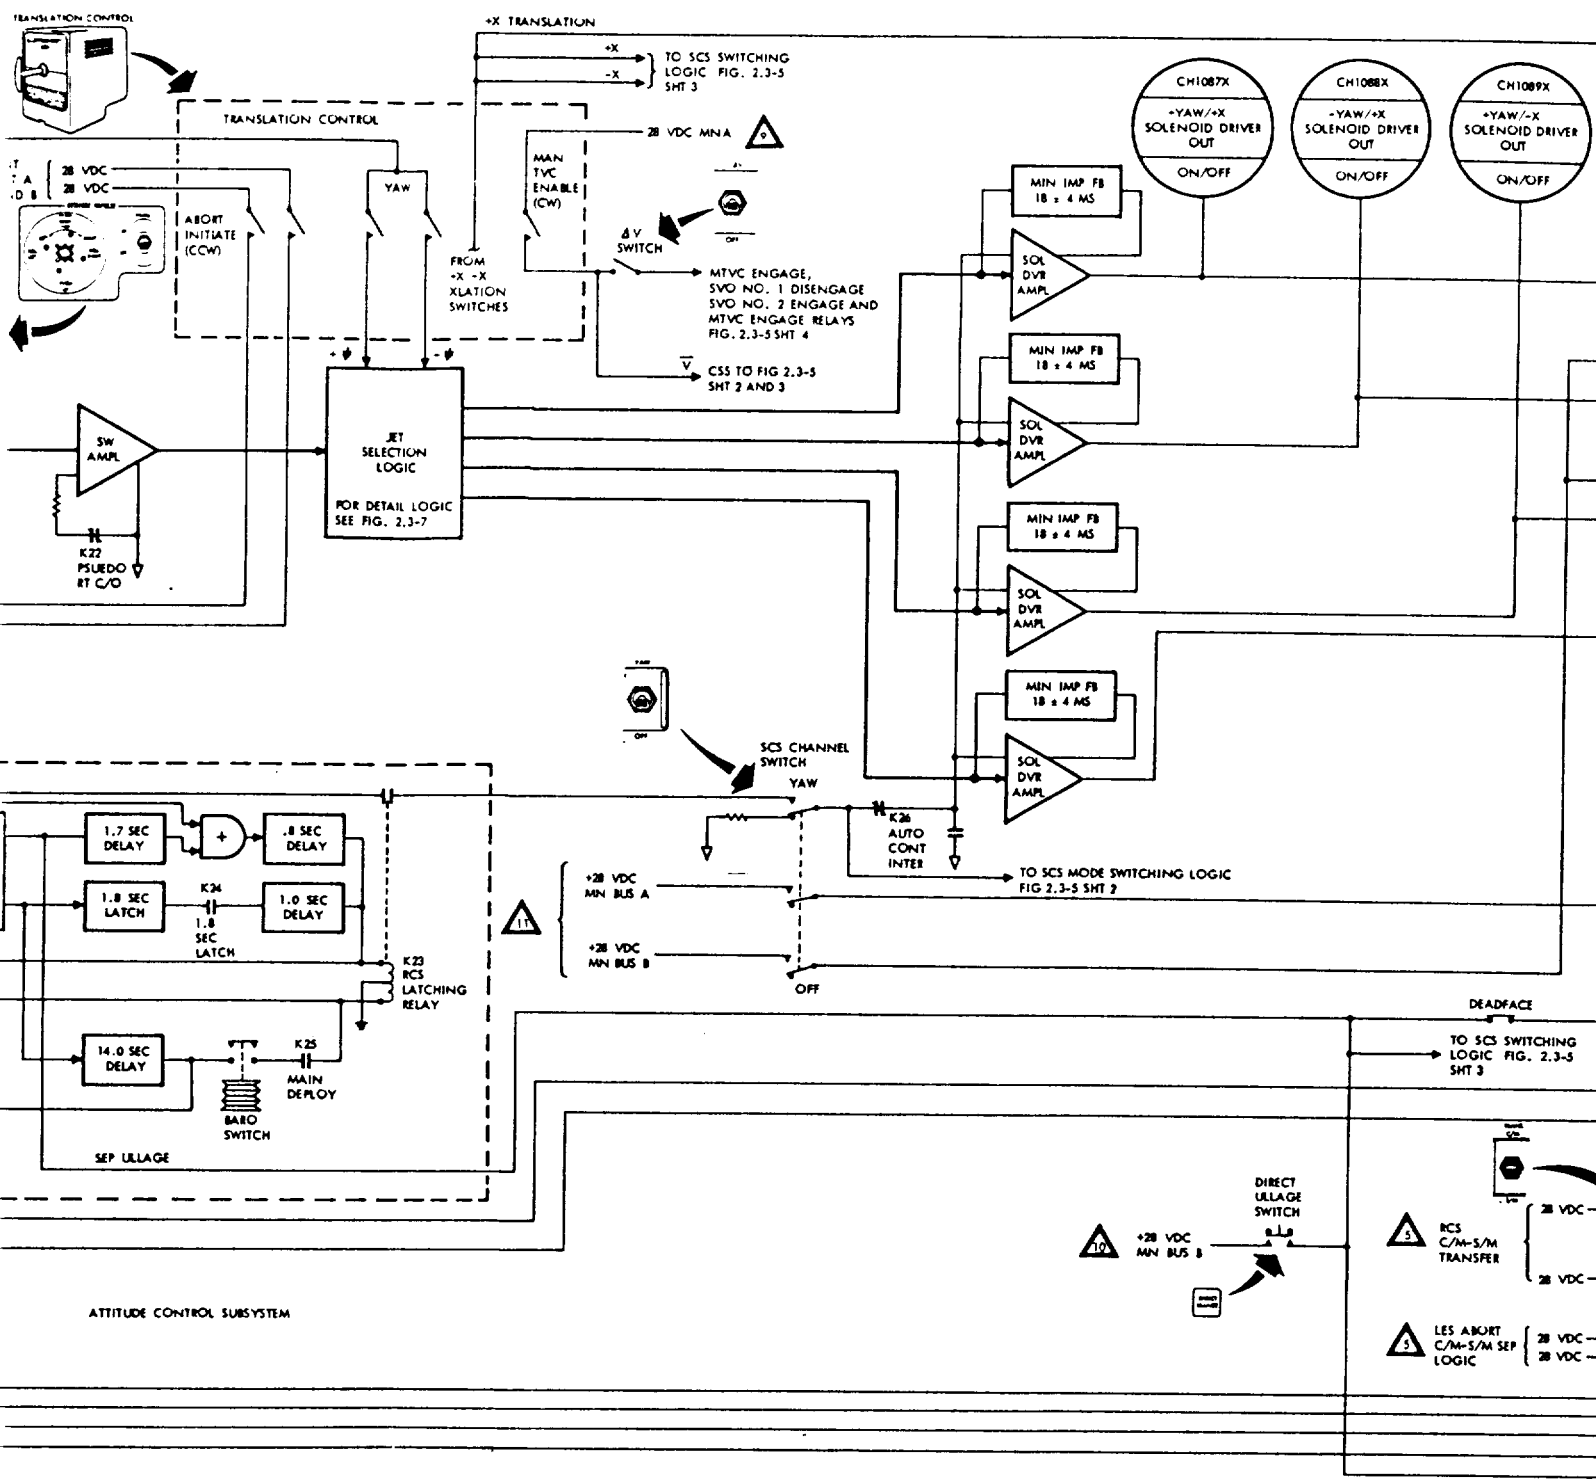 TRANSLATION CONTROL
+X TRANSLATION
+X
-X
TO SCS SWITCHING
LOGIC FIG. 2.3-5
SHT 3
TRANSLATION CONTROL
28 VDC MNA
9
28 VDC
28 VDC
YAW
MAN
TVC
ENABLE
(CW)
ABORT
INITIATE
(CCW)
FROM
+X -X
XLATION
SWITCHES
ΔV
SWITCH
OFF
MTVC ENGAGE,
SVO NO. 1 DISENGAGE
SVO NO. 2 ENGAGE AND
MTVC ENGAGE RELAYS
FIG. 2.3-5 SHT 4
V
CSS TO FIG 2.3-5
SHT 2 AND 3
CH1087X
+YAW/+X
SOLENOID DRIVER
OUT
ON/OFF
CH1088X
-YAW/+X
SOLENOID DRIVER
OUT
ON/OFF
CH1089X
+YAW/-X
SOLENOID DRIVER
OUT
ON/OFF
MIN IMP FB
18 ± 4 MS
SOL
DVR
AMPL
MIN IMP FB
18 ± 4 MS
SOL
DVR
AMPL
MIN IMP FB
18 ± 4 MS
SOL
DVR
AMPL
MIN IMP FB
18 ± 4 MS
SOL
DVR
AMPL
SW
AMPL
K22
PSUEDO
RT C/O
+ψ
-ψ
JET
SELECTION
LOGIC
FOR DETAIL LOGIC
SEE FIG. 2.3-7
YAW
OFF
SCS CHANNEL
SWITCH
YAW
K26
AUTO
CONT
INTER
TO SCS MODE SWITCHING LOGIC
FIG 2.3-5 SHT 2
11
+28 VDC
MN BUS A
+28 VDC
MN BUS B
OFF
1.7 SEC
DELAY
+
.8 SEC
DELAY
1.8 SEC
LATCH
K24
1.8
SEC
LATCH
1.0 SEC
DELAY
K23
RCS
LATCHING
RELAY
14.0 SEC
DELAY
K25
MAIN
DEPLOY
BARO
SWITCH
SEP ULLAGE
DEADFACE
TO SCS SWITCHING
LOGIC FIG. 2.3-5
SHT 3
DIRECT
ULLAGE
SWITCH
10
+28 VDC
MN BUS B
5
RCS
C/M-S/M
TRANSFER
28 VDC
28 VDC
5
LES ABORT
C/M-S/M SEP
LOGIC
28 VDC
28 VDC
ATTITUDE CONTROL SUBSYSTEM